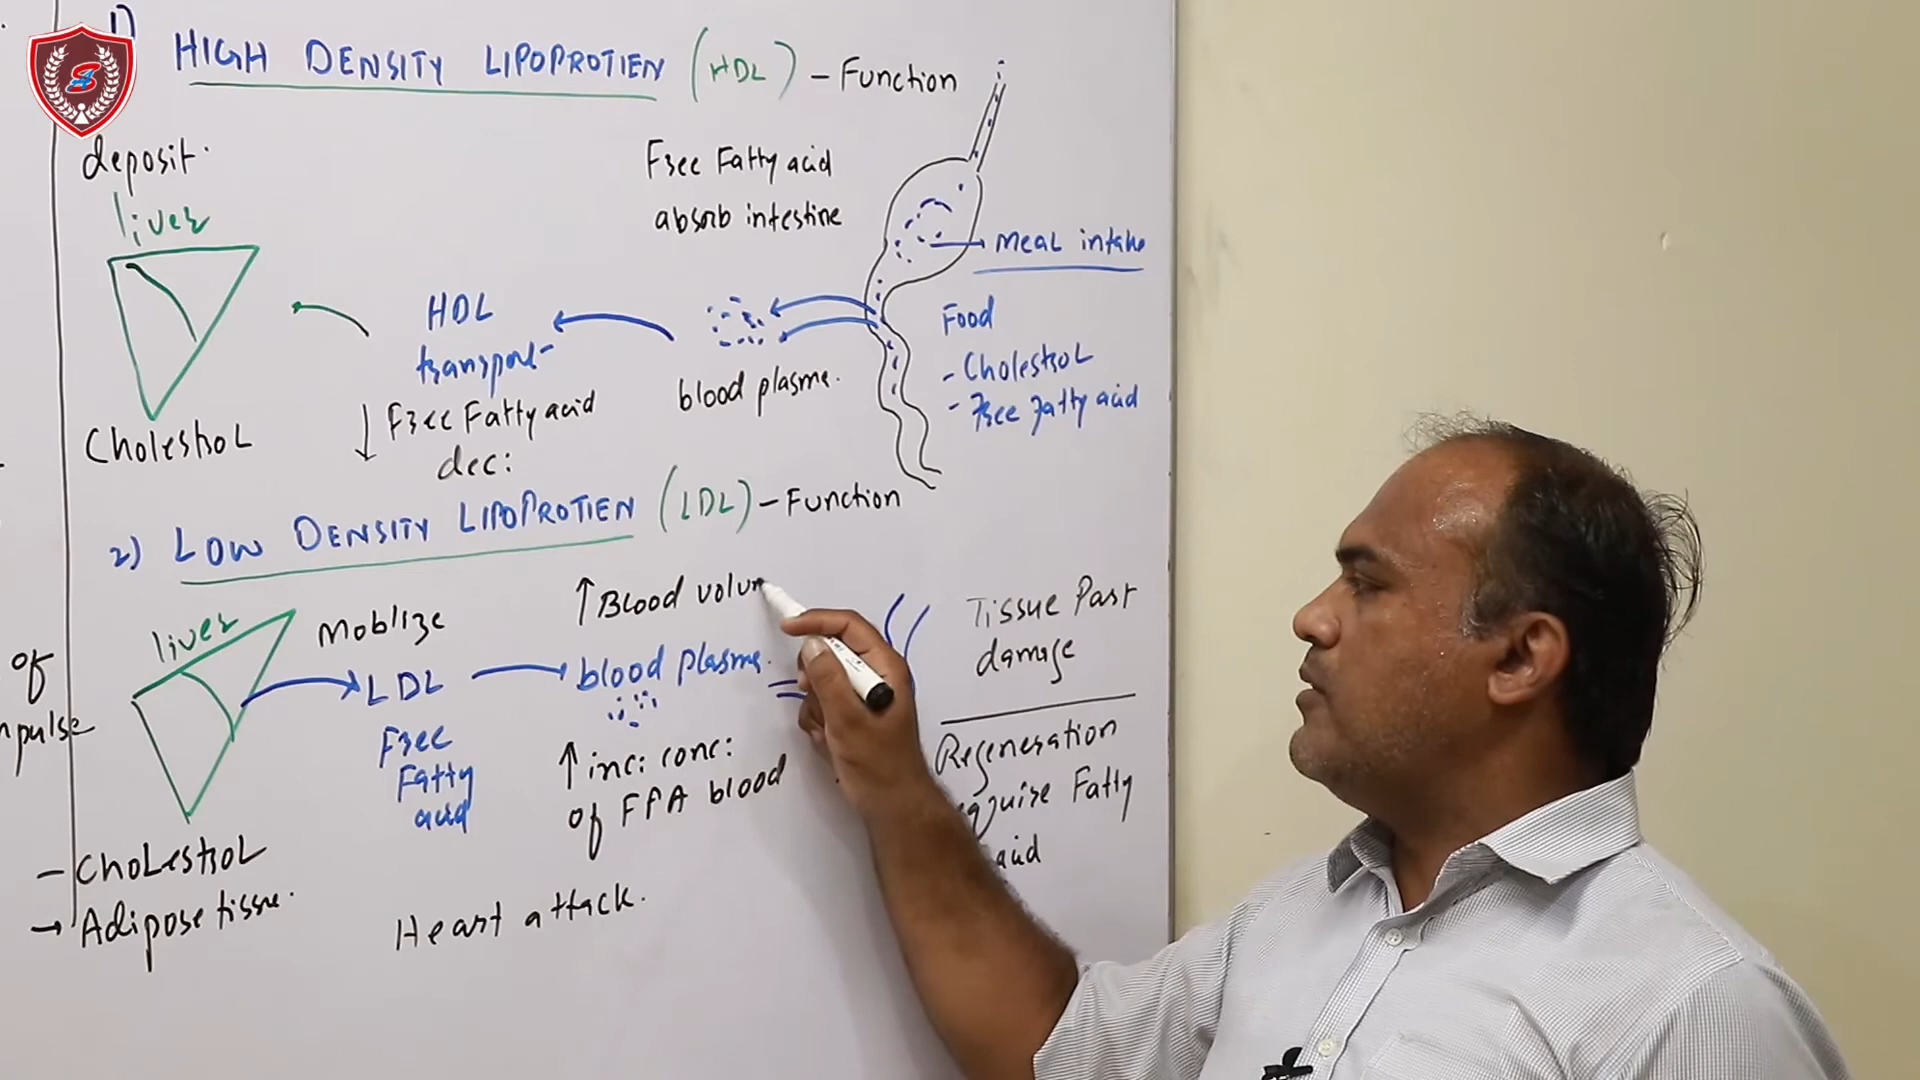 1)
HIGH DENSITY LIPOPROTIEN (HDL) - Function
deposit.
liver
Cholestrol
HDL
transport
↓ Free Fatty acid
dec:
Free Fatty acid
absorb intestine
blood plasma.
Meal intake
Food
- Cholestrol
- Free Fatty acid
2) LOW DENSITY LIPOPROTIEN (LDL) - Function
liver
Moblize
LDL
Free
Fatty
acid
↑ Blood volum
blood plasma.
↑ inc: conc:
of FFA blood
Tissue Part
damage
Regeneration
equire Fatty
acid
- Cholestrol
→ Adipose tissue.
Heart attack.
of
mpulse